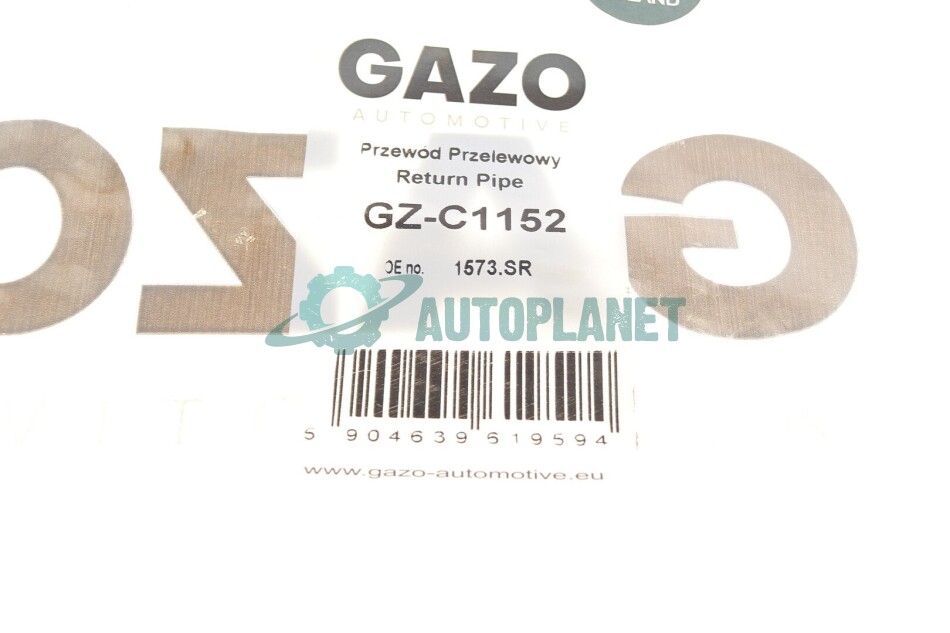 GAZO
AUTOMOTIVE
Przewód Przelewowy
Return Pipe
GZ-C1152
OE no. 1573.SR
AUTOPLANET
5 904639 619594
www.gazo-automotive.eu